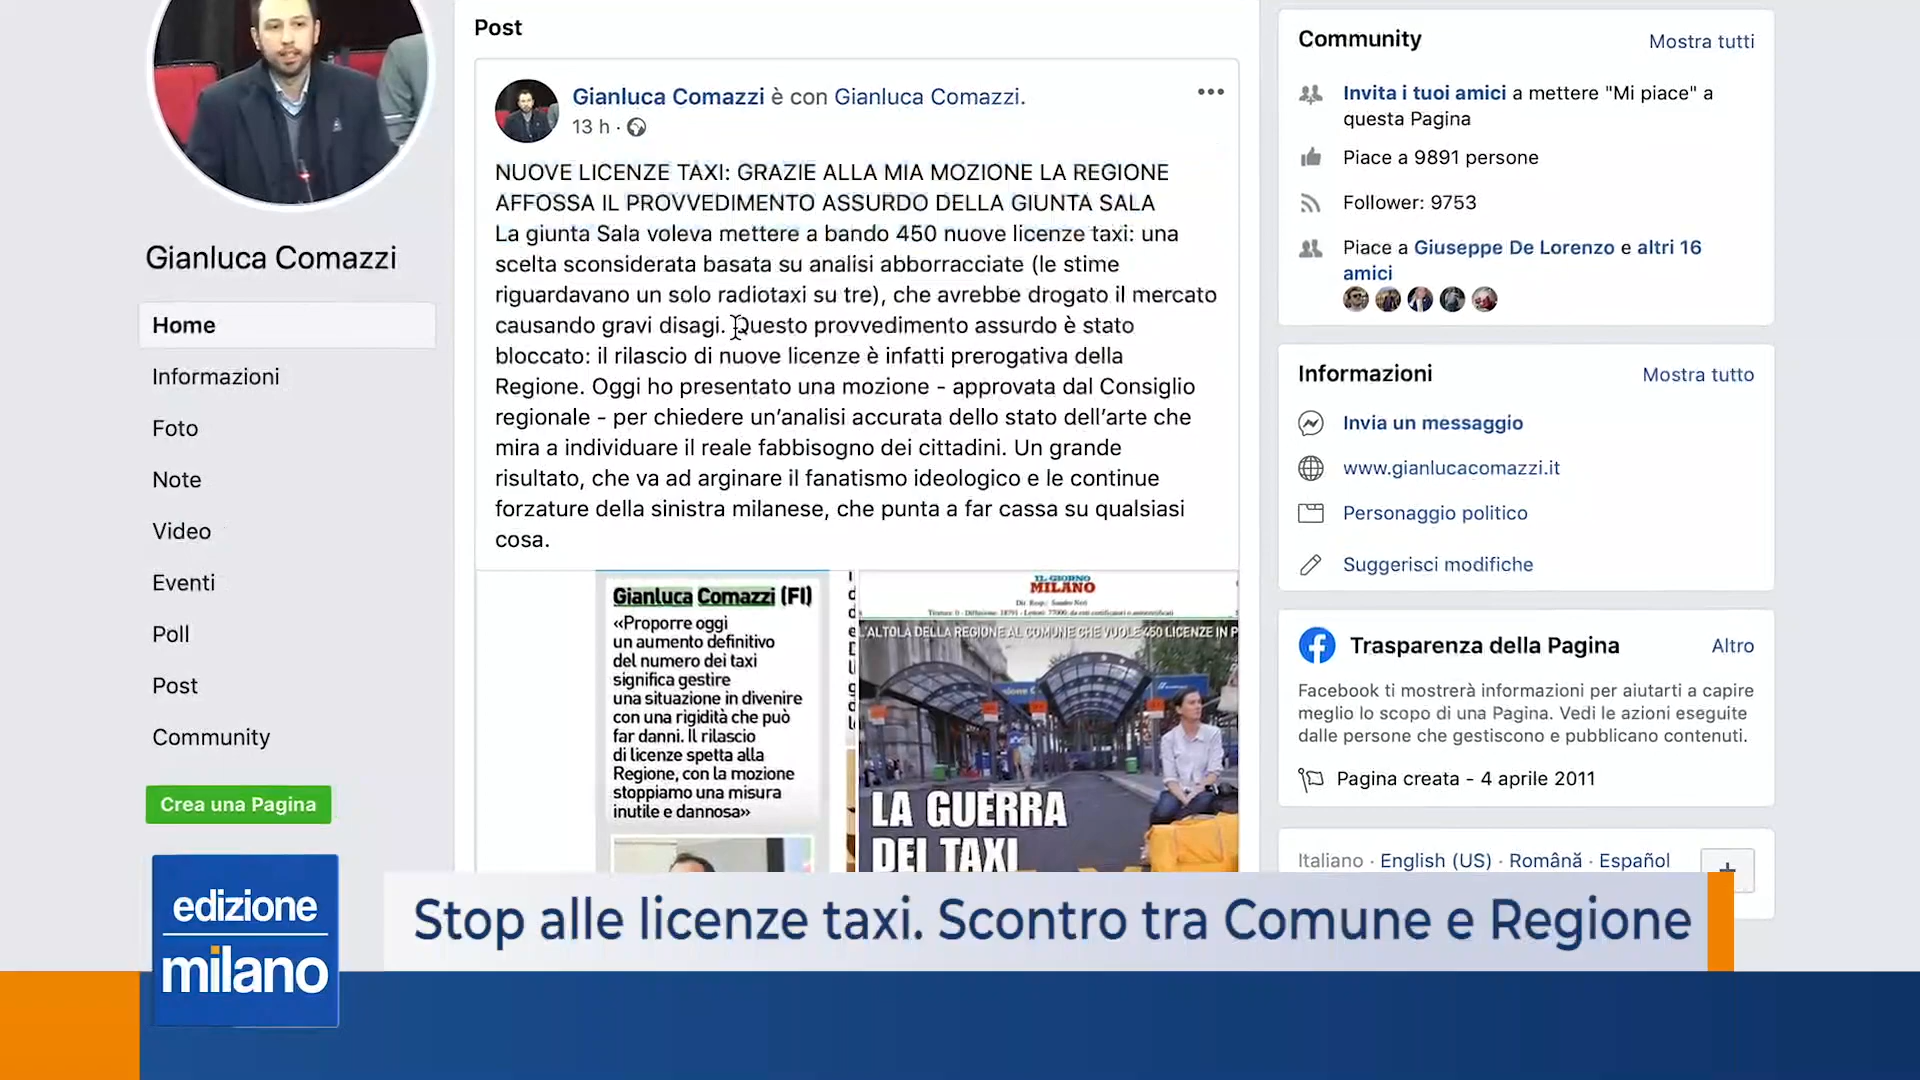 Post
Gianluca Comazzi è con Gianluca Comazzi.
13 h ·
NUOVE LICENZE TAXI: GRAZIE ALLA MIA MOZIONE LA REGIONE
AFFOSSA IL PROVVEDIMENTO ASSURDO DELLA GIUNTA SALA
La giunta Sala voleva mettere a bando 450 nuove licenze taxi: una
scelta sconsiderata basata su analisi abborracciate (le stime
riguardavano un solo radiotaxi su tre), che avrebbe drogato il mercato
causando gravi disagi. Questo provvedimento assurdo è stato
bloccato: il rilascio di nuove licenze è infatti prerogativa della
Regione. Oggi ho presentato una mozione - approvata dal Consiglio
regionale - per chiedere un’analisi accurata dello stato dell’arte che
mira a individuare il reale fabbisogno dei cittadini. Un grande
risultato, che va ad arginare il fanatismo ideologico e le continue
forzature della sinistra milanese, che punta a far cassa su qualsiasi
cosa.
Gianluca Comazzi (FI)
«Proporre oggi
un aumento definitivo
del numero dei taxi
significa gestire
una situazione in divenire
con una rigidità che può
far danni. Il rilascio
di licenze spetta alla
Regione, con la mozione
stoppiamo una misura
inutile e dannosa»
IL GIORNO
MILANO
Dir. Resp.: Sandro Neri
L'ALTOLÀ DELLA REGIONE AL COMUNE CHE VUOLE 450 LICENZE IN P
LA GUERRA
DEI TAXI
Gianluca Comazzi
Home
Informazioni
Foto
Note
Video
Eventi
Poll
Post
Community
Crea una Pagina
Community
Mostra tutti
Invita i tuoi amici a mettere "Mi piace" a
questa Pagina
Piace a 9891 persone
Follower: 9753
Piace a Giuseppe De Lorenzo e altri 16
amici
Informazioni
Mostra tutto
Invia un messaggio
www.gianlucacomazzi.it
Personaggio politico
Suggerisci modifiche
Trasparenza della Pagina
Altro
Facebook ti mostrerà informazioni per aiutarti a capire
meglio lo scopo di una Pagina. Vedi le azioni eseguite
dalle persone che gestiscono e pubblicano contenuti.
Pagina creata - 4 aprile 2011
Italiano · English (US) · Română · Español
edizione
milano
Stop alle licenze taxi. Scontro tra Comune e Regione